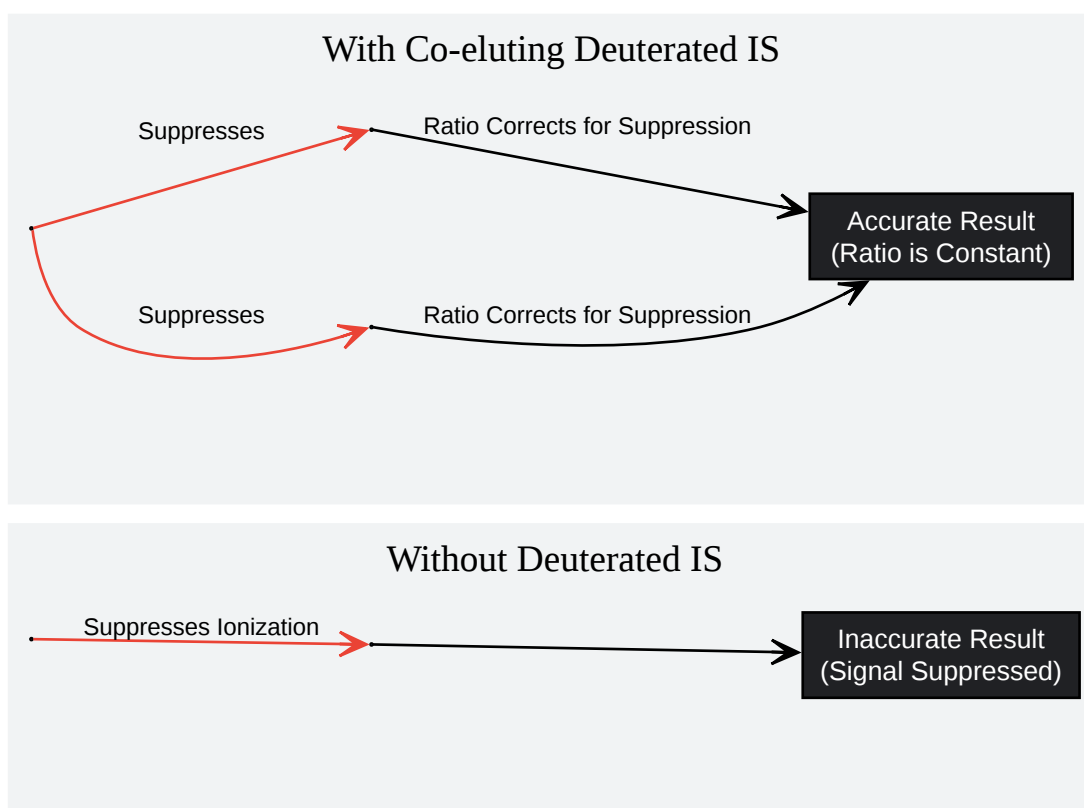 With Co-eluting Deuterated IS
Suppresses
Ratio Corrects for Suppression
Accurate Result
(Ratio is Constant)
Suppresses
Ratio Corrects for Suppression
Without Deuterated IS
Suppresses Ionization
Inaccurate Result
(Signal Suppressed)